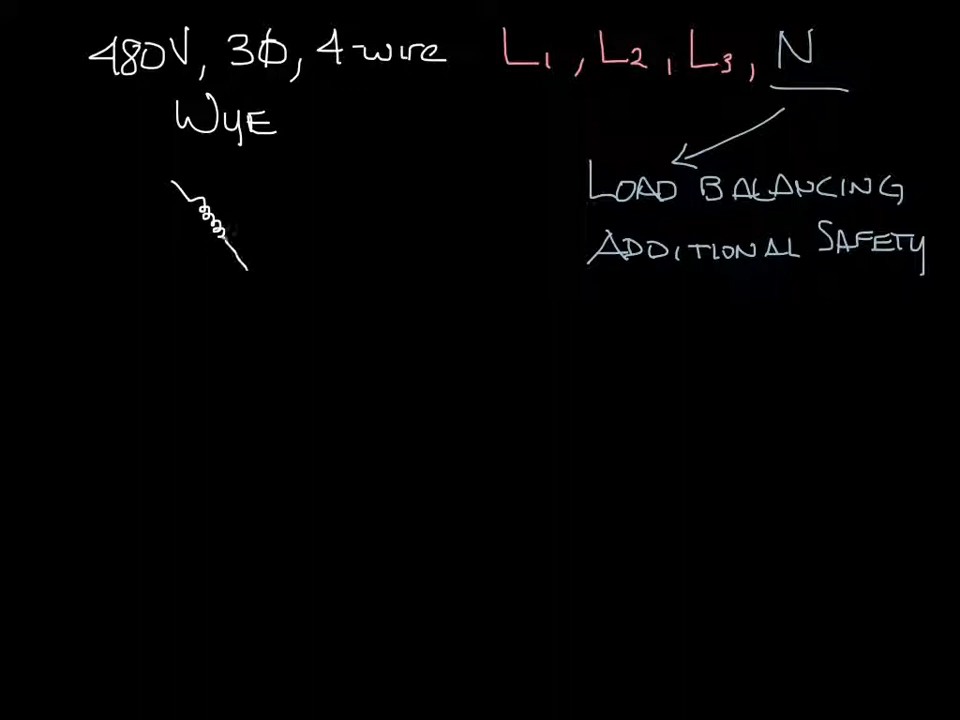 480V, 3Φ, 4-wire L1, L2, L3, N
WYE
LOAD BALANCING
ADDITIONAL SAFETY